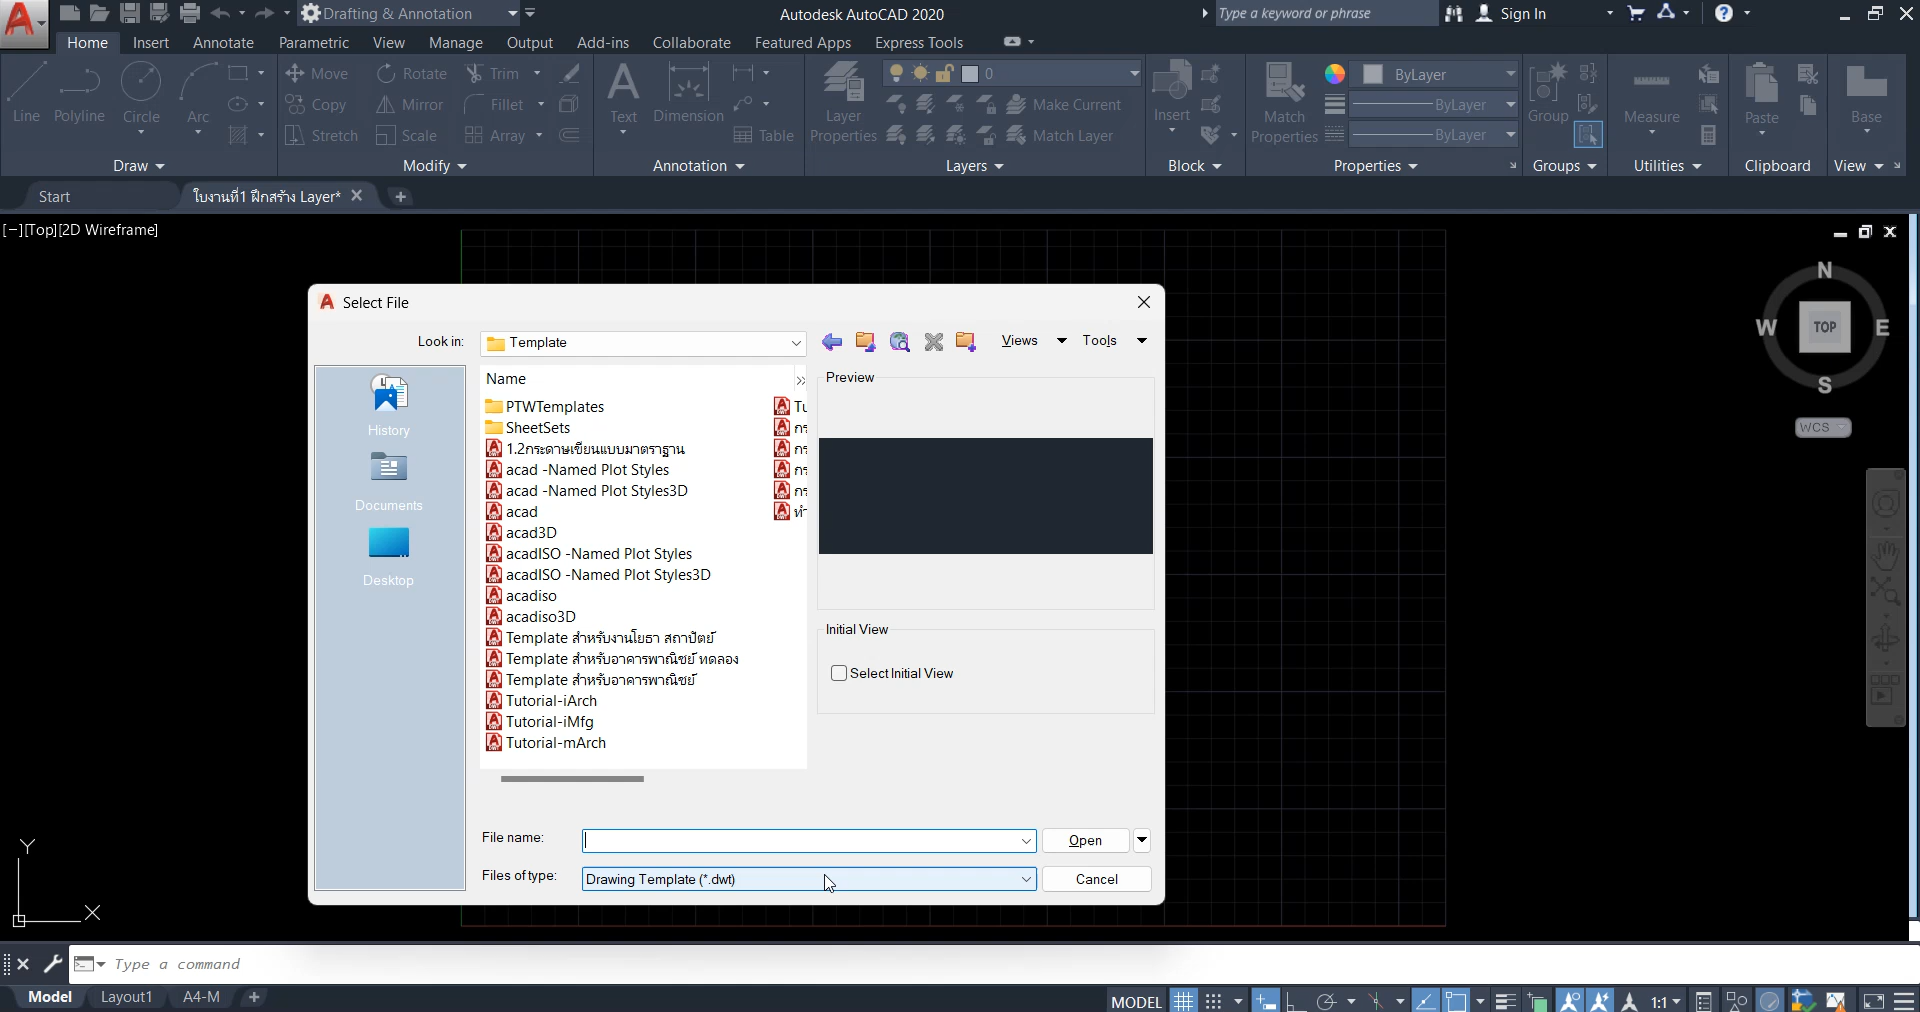 Drafting & Annotation
Autodesk AutoCAD 2020
Type a keyword or phrase
Sign In
Home Insert Annotate Parametric View Manage Output Add-ins Collaborate Featured Apps Express Tools
Line Polyline Circle Arc
Move Rotate Trim
Copy Mirror Fillet
Stretch Scale Array
Text Dimension Table
Layer Properties
0
Make Current
Match Layer
Insert
Match Properties
ByLayer
ByLayer
ByLayer
Group
Measure
Paste
Base
Draw Modify Annotation Layers Block Properties Groups Utilities Clipboard View
Start ใบงานที่1 ฝึกสร้าง Layer*
[−][Top][2D Wireframe]
N
W TOP E
S
WCS
Select File
Look in: Template
Views Tools
History
Documents
Desktop
Name
PTWTemplates
SheetSets
1.2กระดาษเขียนแบบมาตราฐาน
acad -Named Plot Styles
acad -Named Plot Styles3D
acad
acad3D
acadISO -Named Plot Styles
acadISO -Named Plot Styles3D
acadiso
acadiso3D
Template สำหรับงานโยธา สถาปัตย์
Template สำหรับอาคารพาณิชย์ ทดลอง
Template สำหรับอาคารพาณิชย์
Tutorial-iArch
Tutorial-iMfg
Tutorial-mArch
Preview
Initial View
Select Initial View
File name: Open
Files of type: Drawing Template (*.dwt) Cancel
Y
X
Type a command
Model Layout1 A4-M
MODEL 1:1